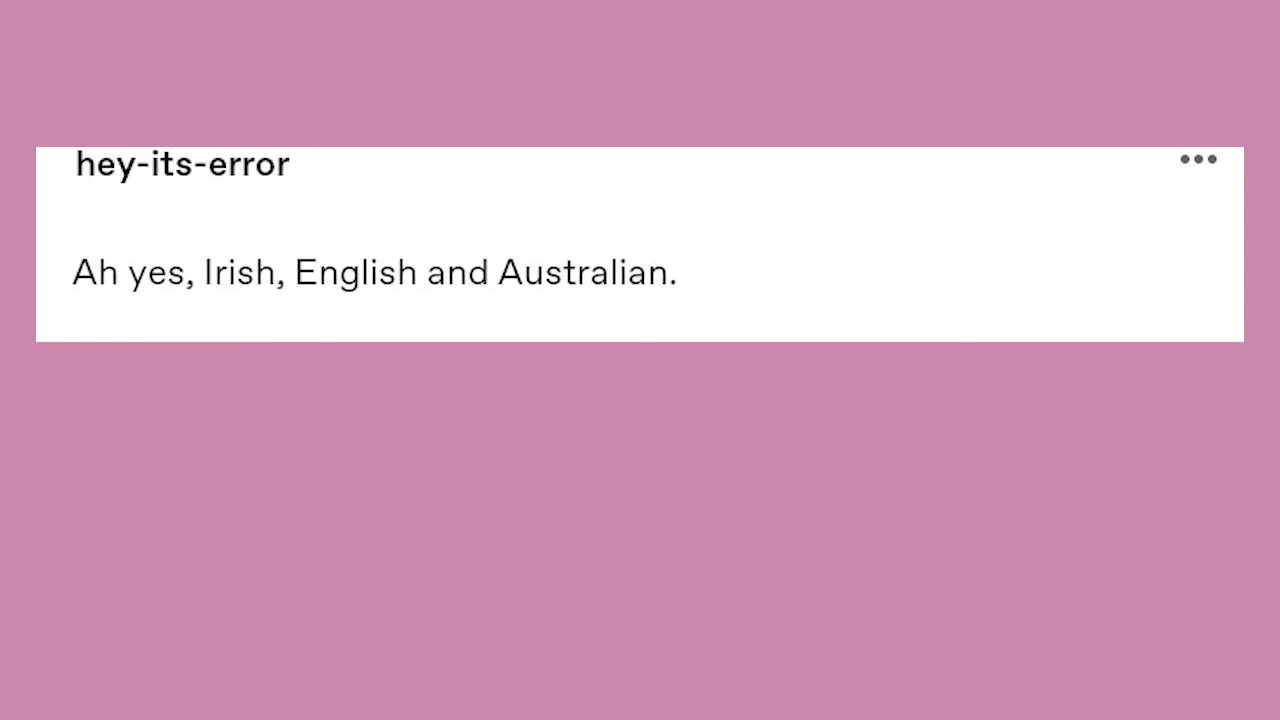 hey-its-error
Ah yes, Irish, English and Australian.